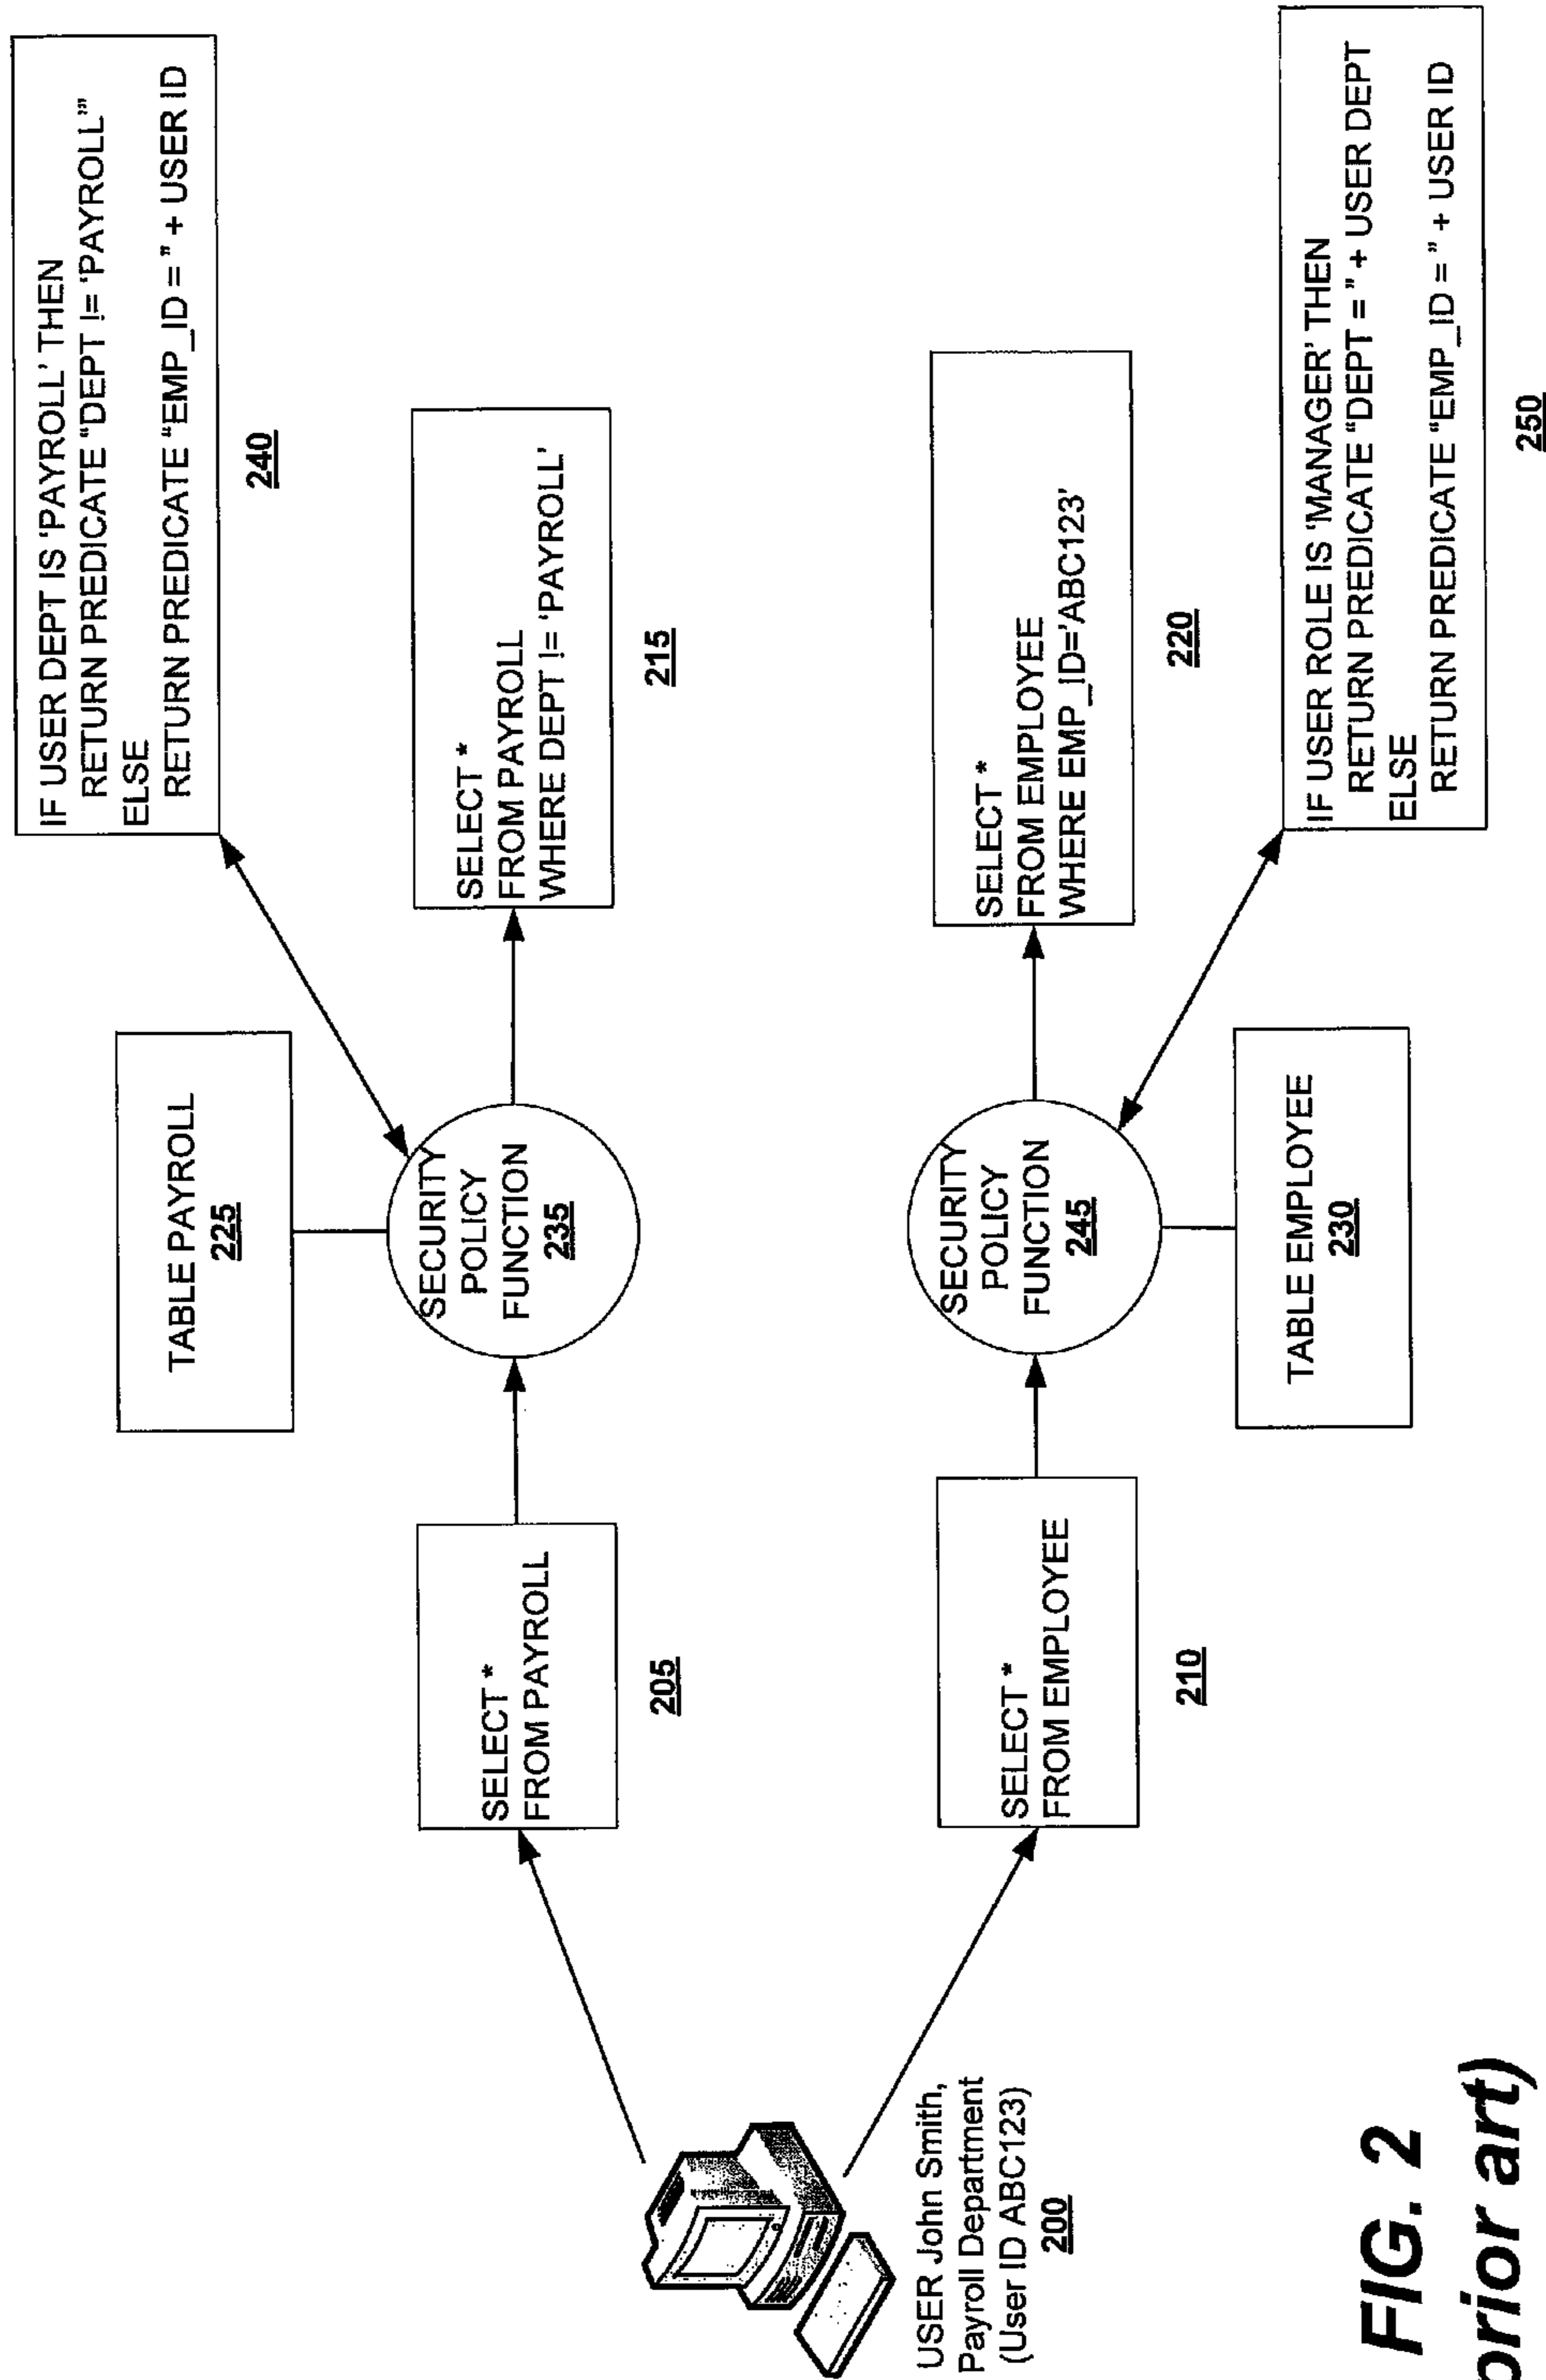 USER John Smith,
Payroll Department
(User ID ABC123)
200
SELECT *
FROM PAYROLL
205
SELECT *
FROM EMPLOYEE
210
TABLE PAYROLL
225
SECURITY
POLICY
FUNCTION
235
SECURITY
POLICY
FUNCTION
245
TABLE EMPLOYEE
230
IF USER DEPT IS 'PAYROLL' THEN
RETURN PREDICATE "DEPT != 'PAYROLL'"
ELSE
RETURN PREDICATE "EMP_ID = " + USER ID
240
SELECT *
FROM PAYROLL
WHERE DEPT != 'PAYROLL'
215
SELECT *
FROM EMPLOYEE
WHERE EMP_ID='ABC123'
220
IF USER ROLE IS 'MANAGER' THEN
RETURN PREDICATE "DEPT = " + USER DEPT
ELSE
RETURN PREDICATE "EMP_ID = " + USER ID
250
FIG. 2
prior art)